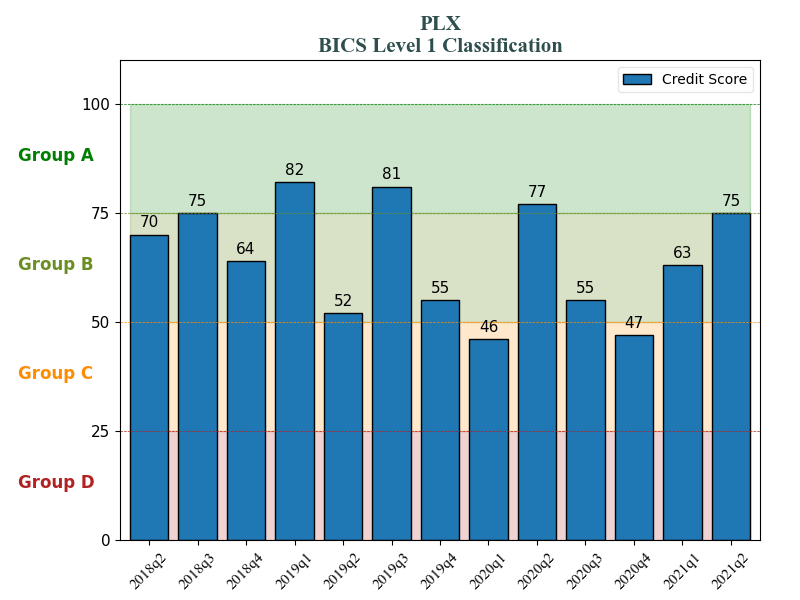 PLX
BICS Level 1 Classification
Credit Score
100
Group A
82
81
77
75
75
75
70
Group B
64
63
55
55
52
50
47
46
Group C
25
Group D
0
2018q2 2018q3 2018q4 2019q1 2019q2 2019q3 2019q4 2020q1 2020q2 2020q3 2020q4 2021q1 2021q2